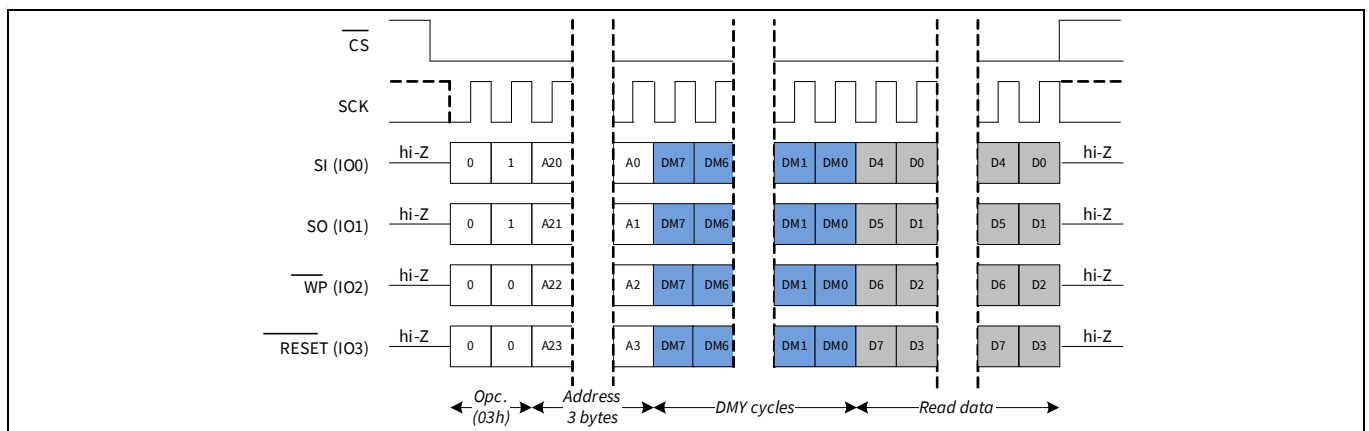 CS
SCK
SI (IO0) hi-Z 0 1 A20 A0 DM7 DM6 DM1 DM0 D4 D0 D4 D0 hi-Z
SO (IO1) hi-Z 0 1 A21 A1 DM7 DM6 DM1 DM0 D5 D1 D5 D1 hi-Z
WP (IO2) hi-Z 0 0 A22 A2 DM7 DM6 DM1 DM0 D6 D2 D6 D2 hi-Z
RESET (IO3) hi-Z 0 0 A23 A3 DM7 DM6 DM1 DM0 D7 D3 D7 D3 hi-Z
Opc. Address DMY cycles Read data
(03h) 3 bytes